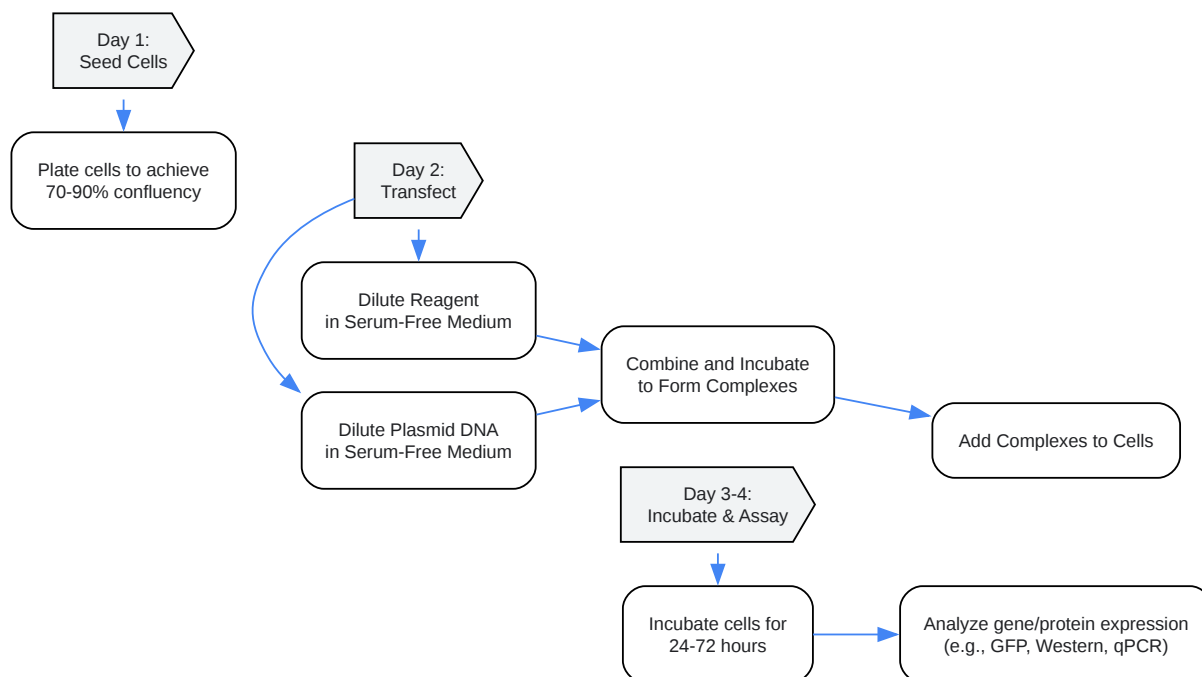 Day 1:
Seed Cells
Plate cells to achieve
70-90% confluency
Day 2:
Transfect
Dilute Reagent
in Serum-Free Medium
Dilute Plasmid DNA
in Serum-Free Medium
Combine and Incubate
to Form Complexes
Add Complexes to Cells
Day 3-4:
Incubate & Assay
Incubate cells for
24-72 hours
Analyze gene/protein expression
(e.g., GFP, Western, qPCR)